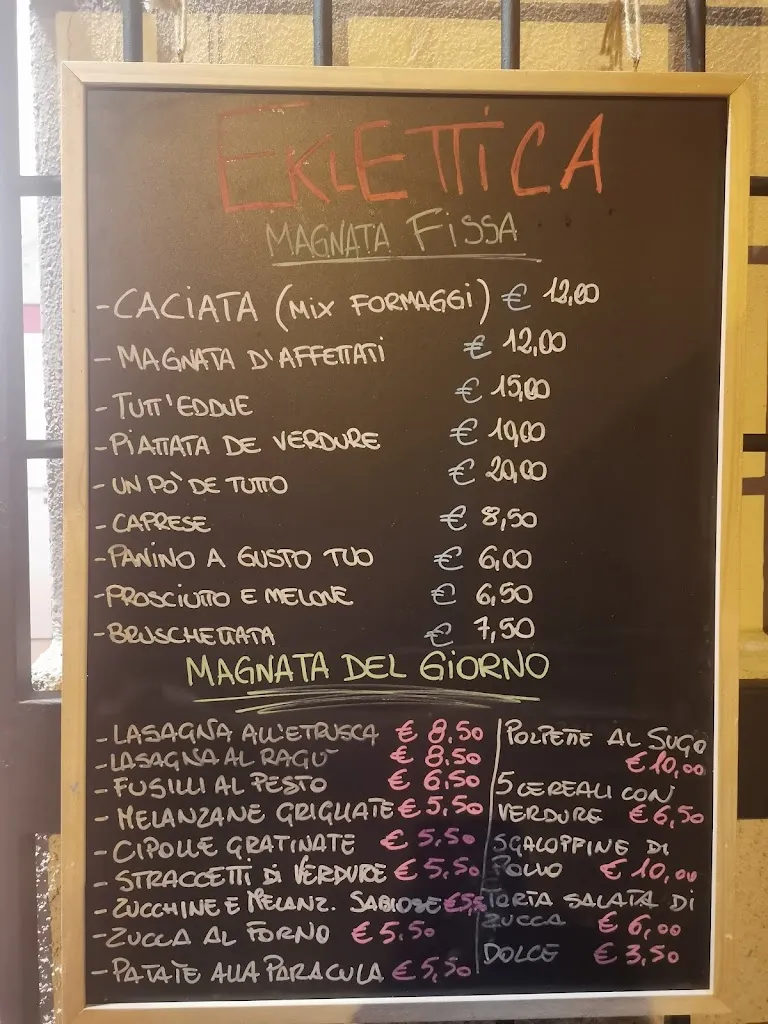 EKLETTICA
MAGNATA FISSA
- CACIATA (MIX FORMAGGI) € 12,00
- MAGNATA D'AFFETTATI € 12,00
- TUTT'EDDUE € 15,00
- PIATTATA DE VERDURE € 10,00
- UN PO' DE TUTTO € 20,00
- CAPRESE € 8,50
- PANINO A GUSTO TUO € 6,00
- PROSCIUTTO E MELONE € 6,50
- BRUSCHETTATA € 7,50
MAGNATA DEL GIORNO
- LASAGNA ALL'ETRUSCA € 8.50
- LASAGNA AL RAGU' € 8.50
- FUSILLI AL PESTO € 6.50
- MELANZANE GRIGLIATE € 5.50
- CIPOLLE GRATINATE € 5.50
- STRACCETTI DI VERDURE € 5.50
- ZUCCHINE E MELANZ. SABIOSE
- ZUCCA AL FORNO € 5.50
- PATATE ALLA PARACULA € 5,50
POLPETTE AL SUGO
€ 10,00
5 CEREALI CON
VERDURE € 6,50
SCALOPPINE DI
POLLO € 10,00
TORTA SALATA DI
ZUCCA € 6,00
DOLCE € 3,50